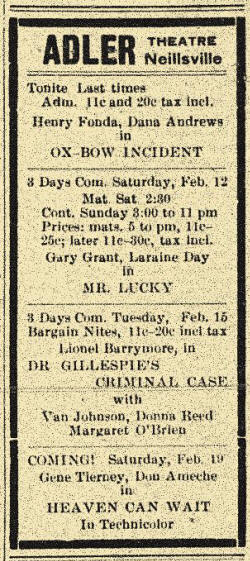 ADLER THEATRE
Neillsville
Tonite Last times
Adm. 11c and 20c tax incl.
Henry Fonda, Dana Andrews
in
OX-BOW INCIDENT
3 Days Com. Saturday, Feb. 12
Mat. Sat. 2:30
Cont. Sunday 3:00 to 11 pm
Prices: mats. 5 to pm, 11c-
25c; later 11c-30c, tax incl.
Gary Grant, Laraine Day
in
MR. LUCKY
3 Days Com. Tuesday, Feb. 15
Bargain Nites, 11c-20c incl tax
Lionel Barrymore, in
DR GILLESPIE'S
CRIMINAL CASE
with
Van Johnson, Donna Reed
Margaret O'Brien
COMING! Saturday, Feb. 19
Gene Tierney, Don Ameche
in
HEAVEN CAN WAIT
In Technicolor